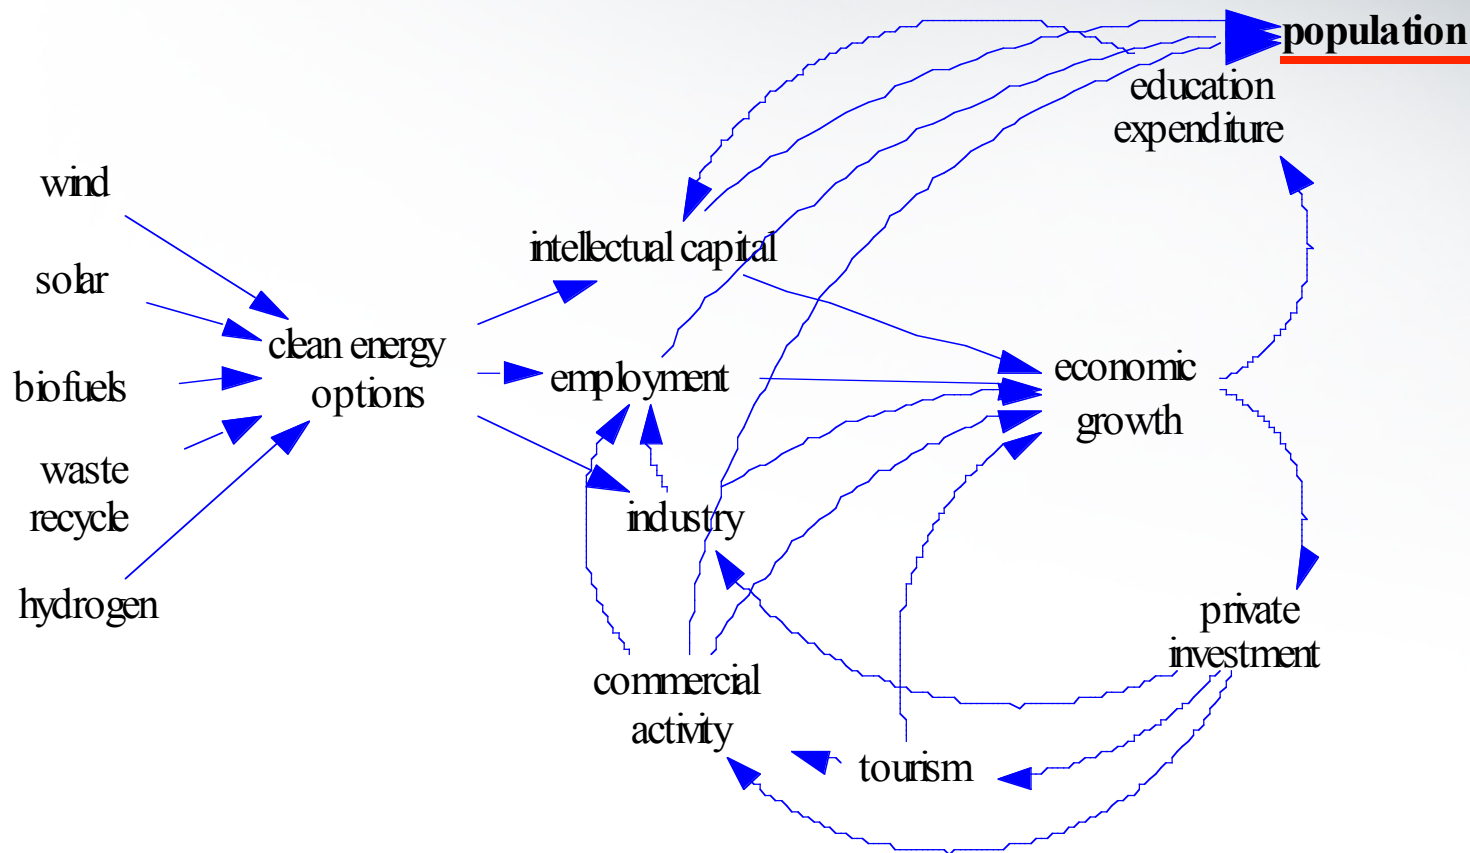 population
education
expenditure
wind
solar
biofuels
waste
recycle
hydrogen
clean energy
options
intellectual capital
employment
industry
commercial
activity
tourism
economic
growth
private
investment